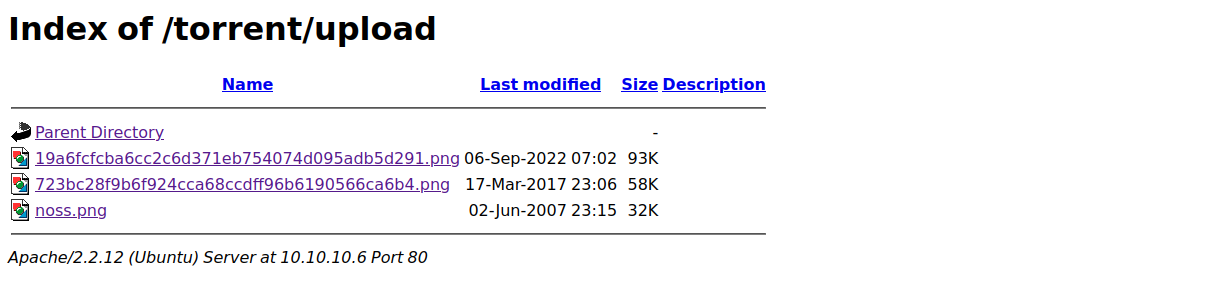 Index of /torrent/upload
Name Last modified Size Description
Parent Directory -
19a6fcfcba6cc2c6d371eb754074d095adb5d291.png 06-Sep-2022 07:02 93K
723bc28f9b6f924cca68ccdff96b6190566ca6b4.png 17-Mar-2017 23:06 58K
noss.png 02-Jun-2007 23:15 32K
Apache/2.2.12 (Ubuntu) Server at 10.10.10.6 Port 80